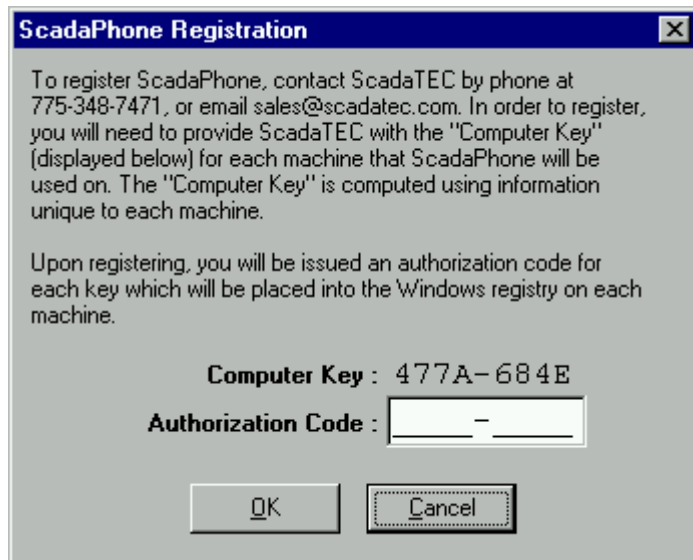 ScadaPhone Registration
To register ScadaPhone, contact ScadaTEC by phone at
775-348-7471, or email sales@scadatec.com. In order to register,
you will need to provide ScadaTEC with the "Computer Key"
(displayed below) for each machine that ScadaPhone will be
used on. The "Computer Key" is computed using information
unique to each machine.
Upon registering, you will be issued an authorization code for
each key which will be placed into the Windows registry on each
machine.
Computer Key : 477A-684E
Authorization Code : _____-_____
OK
Cancel